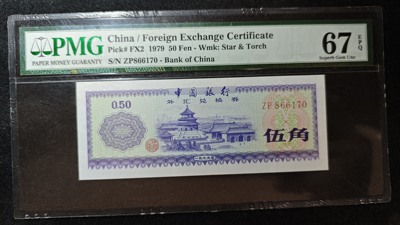 PMG
PAPER MONEY GUARANTY
China / Foreign Exchange Certificate
Pick# FX2 1979 50 Fen - Wmk: Star & Torch
S/N ZP866170 - Bank of China
67 EPQ
Superb Gem Unc
中国银行
外汇兑换券
0.50
ZP866170
伍角